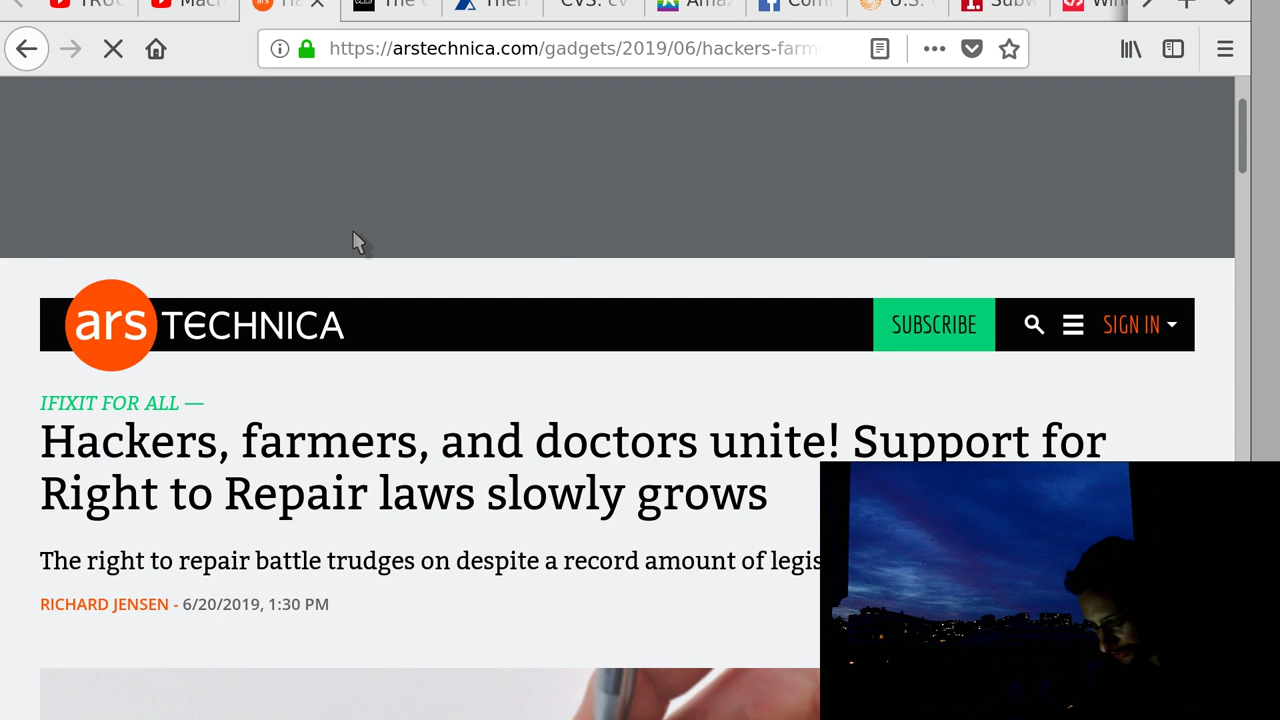 https://arstechnica.com/gadgets/2019/06/hackers-farm
ars TECHNICA
SUBSCRIBE
SIGN IN
IFIXIT FOR ALL —
Hackers, farmers, and doctors unite! Support for
Right to Repair laws slowly grows
The right to repair battle trudges on despite a record amount of legis
RICHARD JENSEN - 6/20/2019, 1:30 PM